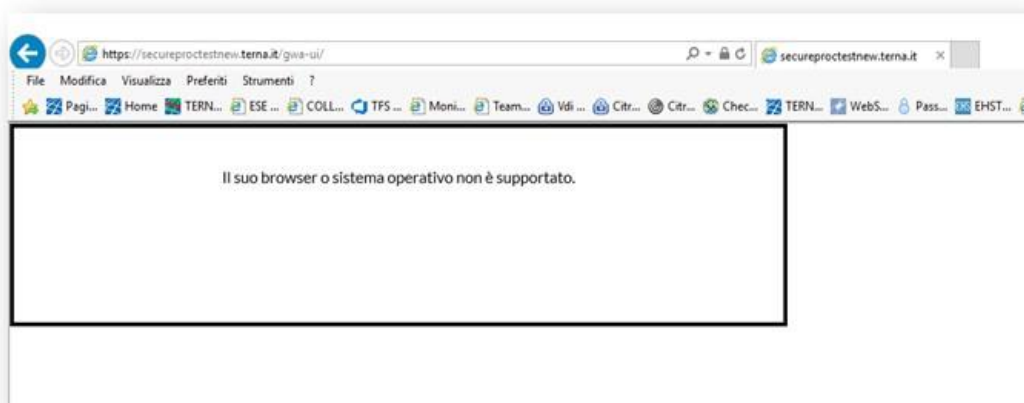 https://secureproctestnew.terna.it/gwa-ui/
secureproctestnew.terna.it
File Modifica Visualizza Preferiti Strumenti ?
Pagi... Home TERN... ESE ... COLL... TFS ... Moni... Team... Vdi ... Citr... Citr... Chec... TERN... WebS... Pass... EHST...
Il suo browser o sistema operativo non è supportato.